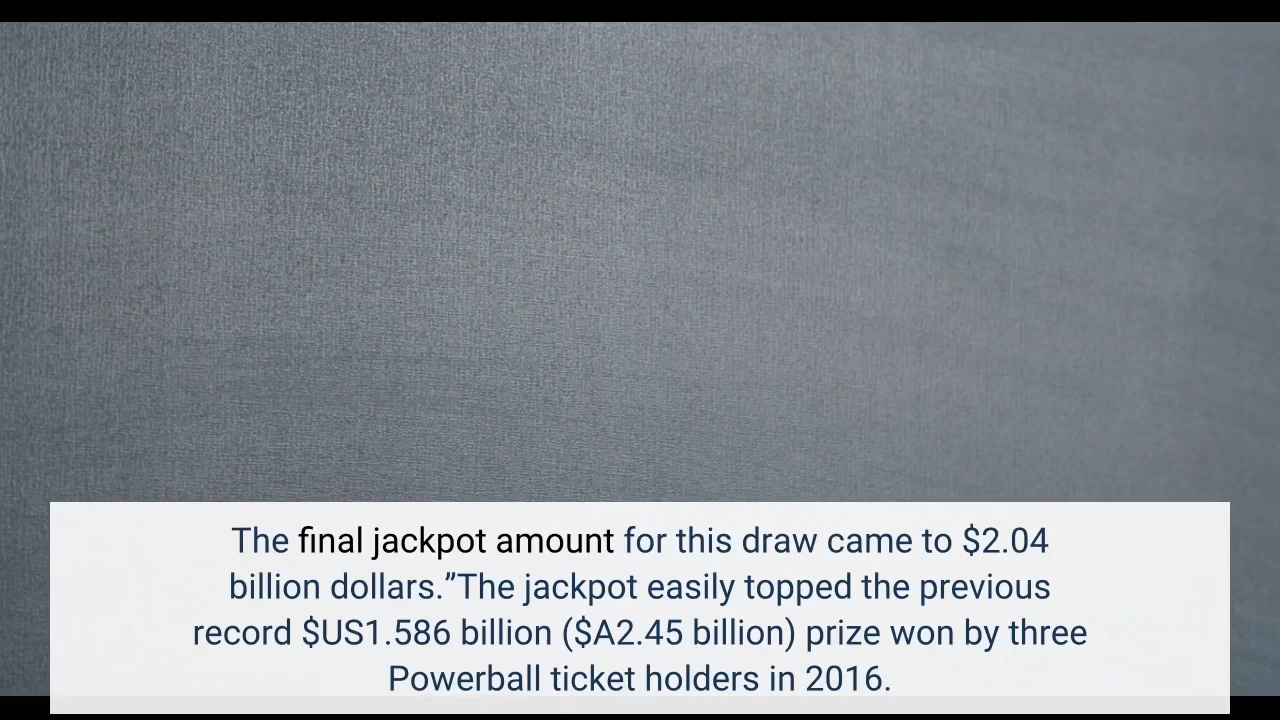 The final jackpot amount for this draw came to $2.04
billion dollars.”The jackpot easily topped the previous
record $US1.586 billion ($A2.45 billion) prize won by three
Powerball ticket holders in 2016.